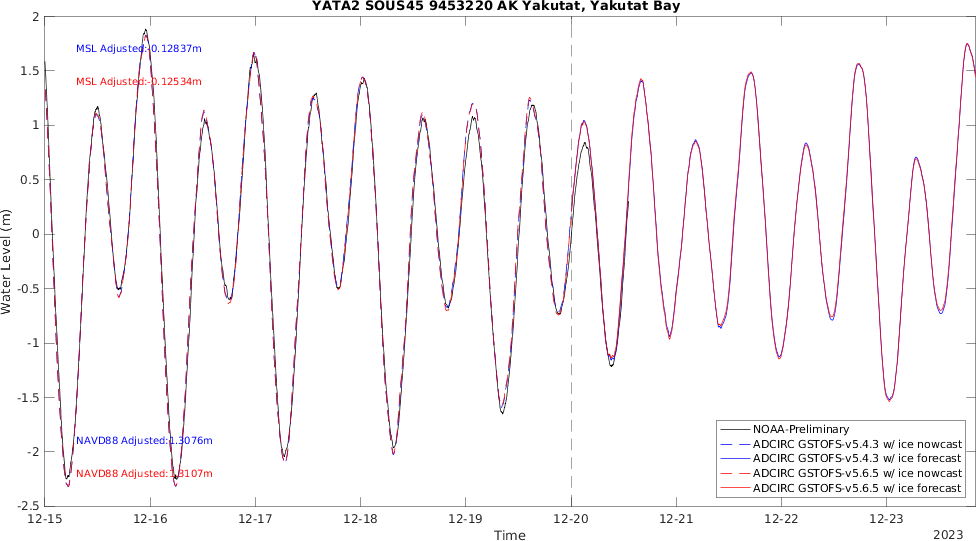 YATA2 SOUS45 9453220 AK Yakutat, Yakutat Bay
2
1.5
1
0.5
0
-0.5
-1
-1.5
-2
-2.5
Water Level (m)
MSL Adjusted:-0.12837m
MSL Adjusted:-0.12534m
NAVD88 Adjusted:1.3076m
NAVD88 Adjusted:1.3107m
NOAA-Preliminary
ADCIRC GSTOFS-v5.4.3 w/ ice nowcast
ADCIRC GSTOFS-v5.4.3 w/ ice forecast
ADCIRC GSTOFS-v5.6.5 w/ ice nowcast
ADCIRC GSTOFS-v5.6.5 w/ ice forecast
12-15 12-16 12-17 12-18 12-19 12-20 12-21 12-22 12-23
Time
2023